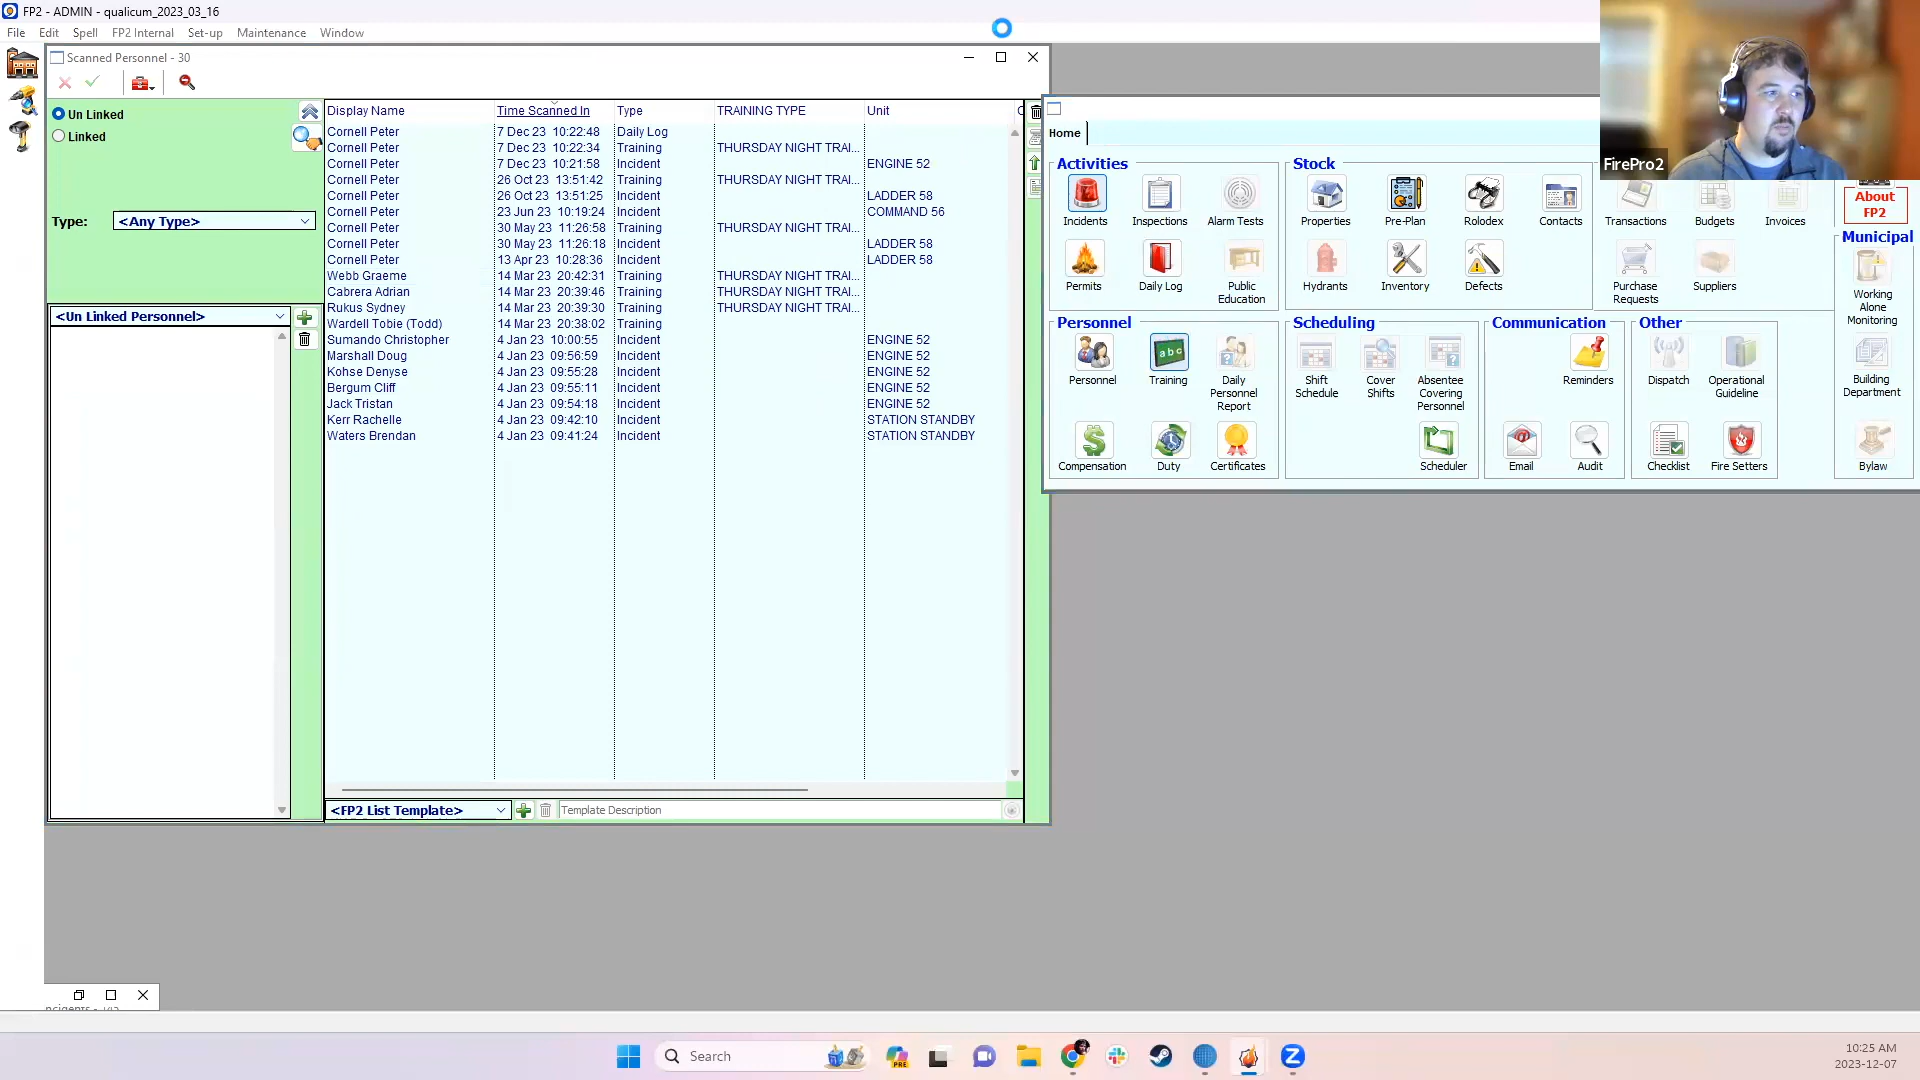 FP2 - ADMIN - qualicum_2023_03_16
File Edit Spell FP2 Internal Set-up Maintenance Window
Scanned Personnel - 30
Un Linked
Linked
Type: <Any Type>
<Un Linked Personnel>
Display Name Time Scanned In Type TRAINING TYPE Unit C
Cornell Peter 7 Dec 23 10:22:48 Daily Log
Cornell Peter 7 Dec 23 10:22:34 Training THURSDAY NIGHT TRAI...
Cornell Peter 7 Dec 23 10:21:58 Incident ENGINE 52
Cornell Peter 26 Oct 23 13:51:42 Training THURSDAY NIGHT TRAI...
Cornell Peter 26 Oct 23 13:51:25 Incident LADDER 58
Cornell Peter 23 Jun 23 10:19:24 Incident COMMAND 56
Cornell Peter 30 May 23 11:26:58 Training THURSDAY NIGHT TRAI...
Cornell Peter 30 May 23 11:26:18 Incident LADDER 58
Cornell Peter 13 Apr 23 10:28:36 Incident LADDER 58
Webb Graeme 14 Mar 23 20:42:31 Training THURSDAY NIGHT TRAI...
Cabrera Adrian 14 Mar 23 20:39:46 Training THURSDAY NIGHT TRAI...
Rukus Sydney 14 Mar 23 20:39:30 Training THURSDAY NIGHT TRAI...
Wardell Tobie (Todd) 14 Mar 23 20:38:02 Training
Sumando Christopher 4 Jan 23 10:00:55 Incident ENGINE 52
Marshall Doug 4 Jan 23 09:56:59 Incident ENGINE 52
Kohse Denyse 4 Jan 23 09:55:28 Incident ENGINE 52
Bergum Cliff 4 Jan 23 09:55:11 Incident ENGINE 52
Jack Tristan 4 Jan 23 09:54:18 Incident ENGINE 52
Kerr Rachelle 4 Jan 23 09:42:10 Incident STATION STANDBY
Waters Brendan 4 Jan 23 09:41:24 Incident STATION STANDBY
<FP2 List Template> Template Description
Home
FirePro2
Activities Stock
Incidents Inspections Alarm Tests Properties Pre-Plan Rolodex Contacts Transactions Budgets Invoices
About
FP2
Municipal
Permits Daily Log Public
Education Hydrants Inventory Defects Purchase
Requests Suppliers
Working
Alone
Monitoring
Personnel Scheduling Communication Other
Personnel Training Daily
Personnel
Report Shift
Schedule Cover
Shifts Absentee
Covering
Personnel Reminders Dispatch Operational
Guideline Building
Department
Compensation Duty Certificates Scheduler Email Audit Checklist Fire Setters Bylaw
Search
PRE
10:25 AM
2023-12-07